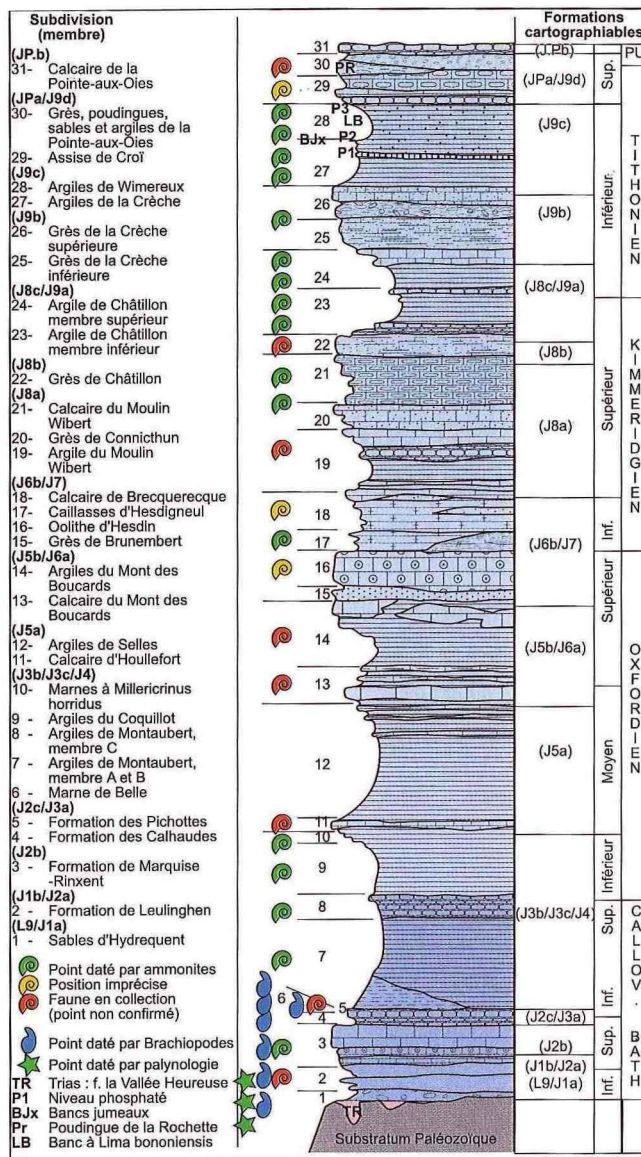 Subdivision
(membre)
(JP.b)
31- Calcaire de la
Pointe-aux-Oies
(JPa/J9d)
30- Grès, poudingues,
sables et argiles de la
Pointe-aux-Oies
29- Assise de Croï
(J9c)
28- Argiles de Wimereux
27- Argiles de la Crèche
(J9b)
26- Grès de la Crèche
supérieure
25- Grès de la Crèche
inférieure
(J8c/J9a)
24- Argile de Châtillon
membre supérieur
23- Argile de Châtillon
membre inférieur
(J8b)
22- Grès de Châtillon
(J8a)
21- Calcaire du Moulin
Wibert
20- Grès de Connicthun
19- Argile du Moulin
Wibert
(J6b/J7)
18- Calcaire de Brecquerecque
17- Caillasses d'Hesdigneul
16- Oolithe d'Hesdin
15- Grès de Brunembert
(J5b/J6a)
14- Argiles du Mont des
Boucards
13- Calcaire du Mont des
Boucards
(J5a)
12- Argiles de Selles
11- Calcaire d'Houllefort
(J3b/J3c/J4)
10- Marnes à Millericrinus
horridus
9 - Argiles du Coquillot
8 - Argiles de Montaubert,
membre C
7 - Argiles de Montaubert,
membre A et B
6 - Marne de Belle
(J2c/J3a)
5 - Formation des Pichottes
4 - Formation des Calhaudes
(J2b)
3 - Formation de Marquise
-Rinxent
(J1b/J2a)
2 - Formation de Leulinghen
(L9/J1a)
1 - Sables d'Hydrequent
Point daté par ammonites
Position imprécise
Faune en collection
(point non confirmé)
Point daté par Brachiopodes
Point daté par palynologie
TR Trias : f. la Vallée Heureuse
P1 Niveau phosphaté
BJx Bancs jumeaux
Pr Poudingue de la Rochette
LB Banc à Lima bononiensis
31
30 PR
29
P3
28 LB
BJx P2
P1
27
26
25
24
23
22
21
20
19
18
17
16
15
14
13
12
11
10
9
8
7
6
5
4
3
2
1
TR
Substratum Paléozoïque
Formations
cartographiables
(J.P.b)
(JPa/J9d)
(J9c)
(J9b)
(J8c/J9a)
(J8b)
(J8a)
(J6b/J7)
(J5b/J6a)
(J5a)
(J3b/J3c/J4)
(J2c/J3a)
(J2b)
(J1b/J2a)
(L9/J1a)
Sup.
Inférieur
Supérieur
Inf.
Supérieur
Moyen
Inférieur
Sup.
Inf.
Sup.
Inf.
PU
TITHONIEN
KIMMERIDGIEN
OXFORDIEN
CALLOV.
BATH